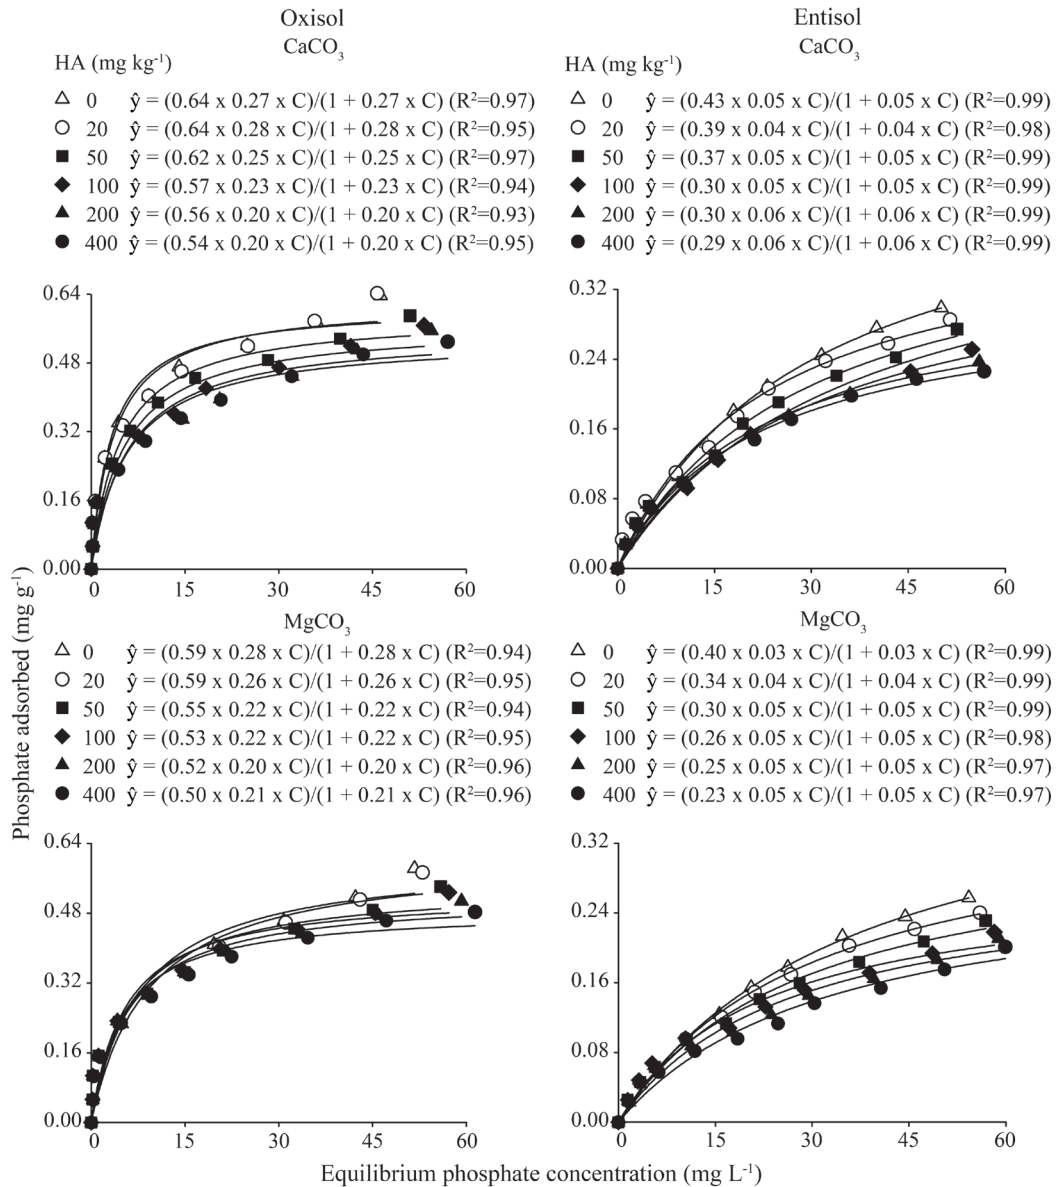 Oxisol
CaCO3
HA (mg kg-1)
△ 0 ŷ = (0.64 x 0.27 x C)/(1 + 0.27 x C) (R²=0.97)
○ 20 ŷ = (0.64 x 0.28 x C)/(1 + 0.28 x C) (R²=0.95)
■ 50 ŷ = (0.62 x 0.25 x C)/(1 + 0.25 x C) (R²=0.97)
◆ 100 ŷ = (0.57 x 0.23 x C)/(1 + 0.23 x C) (R²=0.94)
▲ 200 ŷ = (0.56 x 0.20 x C)/(1 + 0.20 x C) (R²=0.93)
● 400 ŷ = (0.54 x 0.20 x C)/(1 + 0.20 x C) (R²=0.95)
0.64
0.48
0.32
0.16
0.00
0 15 30 45 60
Entisol
CaCO3
HA (mg kg-1)
△ 0 ŷ = (0.43 x 0.05 x C)/(1 + 0.05 x C) (R²=0.99)
○ 20 ŷ = (0.39 x 0.04 x C)/(1 + 0.04 x C) (R²=0.98)
■ 50 ŷ = (0.37 x 0.05 x C)/(1 + 0.05 x C) (R²=0.99)
◆ 100 ŷ = (0.30 x 0.05 x C)/(1 + 0.05 x C) (R²=0.99)
▲ 200 ŷ = (0.30 x 0.06 x C)/(1 + 0.06 x C) (R²=0.99)
● 400 ŷ = (0.29 x 0.06 x C)/(1 + 0.06 x C) (R²=0.99)
0.32
0.24
0.16
0.08
0.00
0 15 30 45 60
MgCO3
△ 0 ŷ = (0.59 x 0.28 x C)/(1 + 0.28 x C) (R²=0.94)
○ 20 ŷ = (0.59 x 0.26 x C)/(1 + 0.26 x C) (R²=0.95)
■ 50 ŷ = (0.55 x 0.22 x C)/(1 + 0.22 x C) (R²=0.94)
◆ 100 ŷ = (0.53 x 0.22 x C)/(1 + 0.22 x C) (R²=0.95)
▲ 200 ŷ = (0.52 x 0.20 x C)/(1 + 0.20 x C) (R²=0.96)
● 400 ŷ = (0.50 x 0.21 x C)/(1 + 0.21 x C) (R²=0.96)
0.64
0.48
0.32
0.16
0.00
0 15 30 45 60
MgCO3
△ 0 ŷ = (0.40 x 0.03 x C)/(1 + 0.03 x C) (R²=0.99)
○ 20 ŷ = (0.34 x 0.04 x C)/(1 + 0.04 x C) (R²=0.99)
■ 50 ŷ = (0.30 x 0.05 x C)/(1 + 0.05 x C) (R²=0.99)
◆ 100 ŷ = (0.26 x 0.05 x C)/(1 + 0.05 x C) (R²=0.98)
▲ 200 ŷ = (0.25 x 0.05 x C)/(1 + 0.05 x C) (R²=0.97)
● 400 ŷ = (0.23 x 0.05 x C)/(1 + 0.05 x C) (R²=0.97)
0.32
0.24
0.16
0.08
0.00
0 15 30 45 60
Phosphate adsorbed (mg g-1)
Equilibrium phosphate concentration (mg L-1)